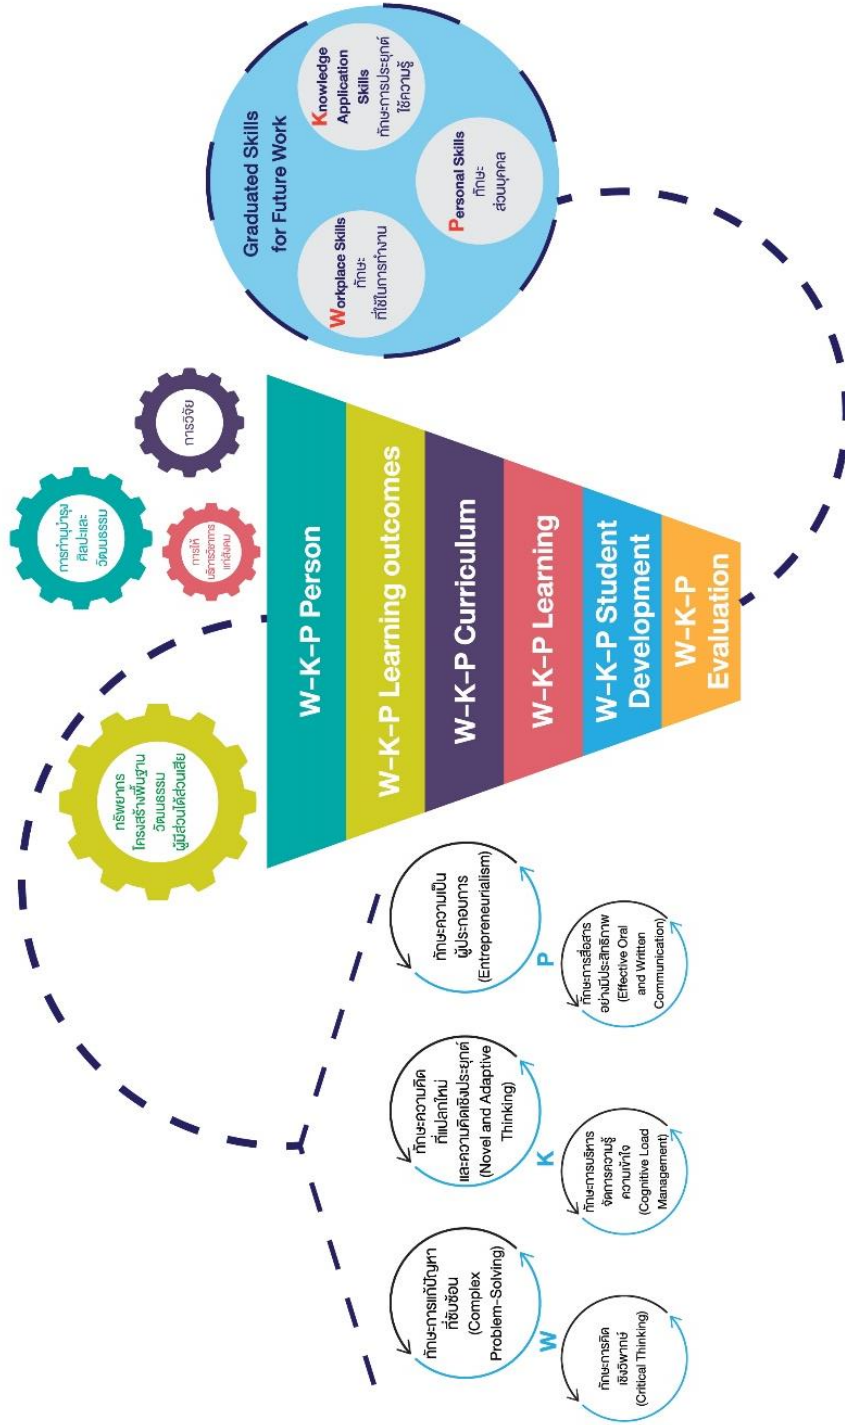 ทักษะการแก้ปัญหา
ที่ซับซ้อน
(Complex
Problem-Solving)
W
ทักษะการคิด
เชิงวิพากษ์
(Critical Thinking)
ทักษะความคิด
ที่แปลกใหม่
และความคิดเชิงประยุกต์
(Novel and Adaptive
Thinking)
K
ทักษะการบริหาร
จัดการความรู้
ความเข้าใจ
(Cognitive Load
Management)
ทักษะความเป็น
ผู้ประกอบการ
(Entrepreneurialism)
P
ทักษะการสื่อสาร
อย่างมีประสิทธิภาพ
(Effective Oral
and Written
Communication)
ทรัพยากร
โครงสร้างพื้นฐาน
วัฒนธรรม
ผู้มีส่วนได้ส่วนเสีย
การทำนุบำรุง
ศิลปะและ
วัฒนธรรม
การให้
บริการวิชาการ
แก่สังคม
การวิจัย
W-K-P Person
W-K-P Learning outcomes
W-K-P Curriculum
W-K-P Learning
W-K-P Student
Development
W-K-P
Evaluation
Graduated Skills
for Future Work
Workplace Skills
ทักษะ
ที่ใช้ในการทำงาน
Knowledge
Application
Skills
ทักษะการประยุกต์
ใช้ความรู้
Personal Skills
ทักษะ
ส่วนบุคคล